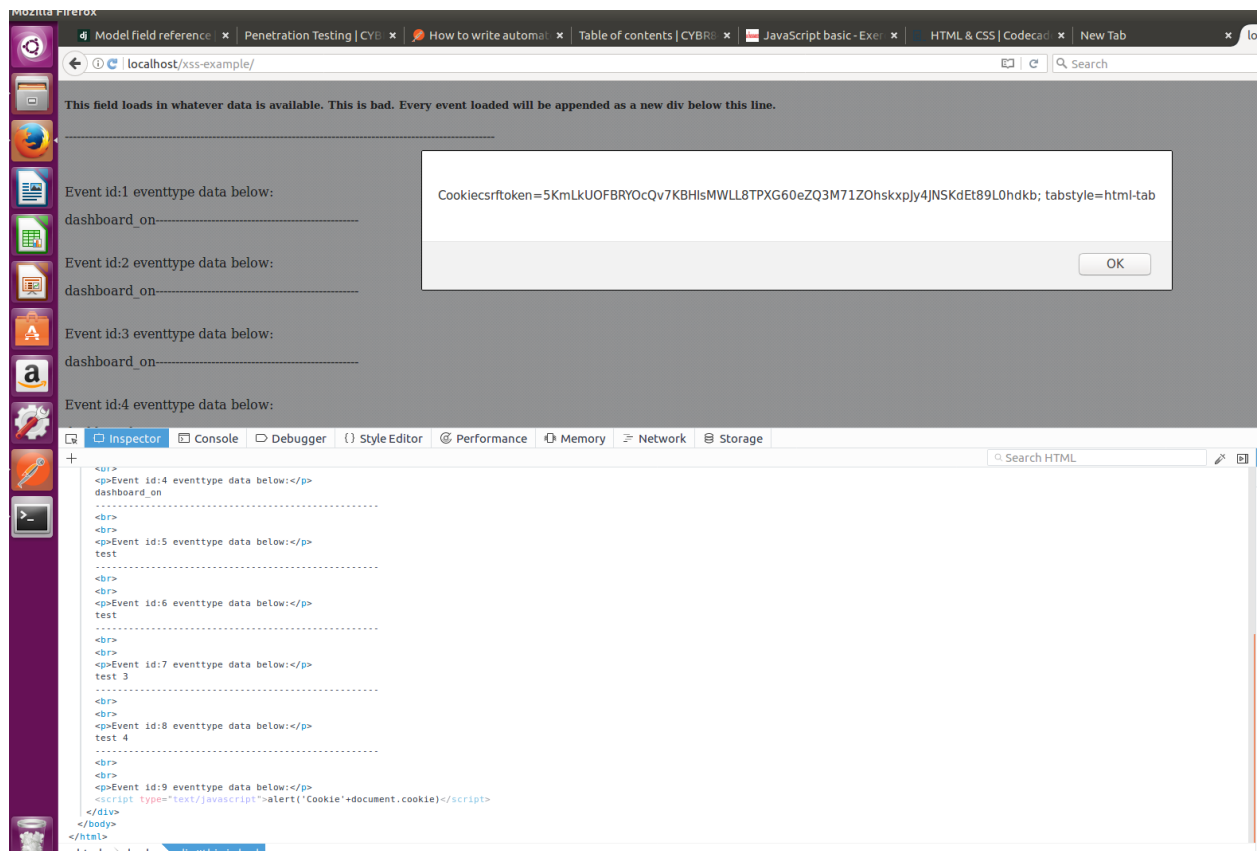 Mozilla Firefox
dj Model field reference × Penetration Testing | CYB × How to write automat × Table of contents | CYBR × JavaScript basic - Exer × HTML & CSS | Codecad × New Tab × lo
localhost/xss-example/ Search
This field loads in whatever data is available. This is bad. Every event loaded will be appended as a new div below this line.
Event id:1 eventtype data below:
dashboard_on--------------------------------------------------
Event id:2 eventtype data below:
dashboard_on--------------------------------------------------
Event id:3 eventtype data below:
dashboard_on--------------------------------------------------
Event id:4 eventtype data below:
Cookiecsrftoken=5KmLkUOFBRYOcQv7KBHIsMWLL8TPXG60eZQ3M71ZOhskxpJy4JNSKdEt89L0hdkb; tabstyle=html-tab
OK
Inspector Console Debugger {} Style Editor Performance Memory Network Storage
+ Search HTML
<br>
<p>Event id:4 eventtype data below:</p>
dashboard_on
--------------------------------------------------
<br>
<br>
<p>Event id:5 eventtype data below:</p>
test
--------------------------------------------------
<br>
<br>
<p>Event id:6 eventtype data below:</p>
test
--------------------------------------------------
<br>
<br>
<p>Event id:7 eventtype data below:</p>
test 3
--------------------------------------------------
<br>
<br>
<p>Event id:8 eventtype data below:</p>
test 4
--------------------------------------------------
<br>
<br>
<p>Event id:9 eventtype data below:</p>
<script type="text/javascript">alert('Cookie'+document.cookie)</script>
</div>
</body>
</html>